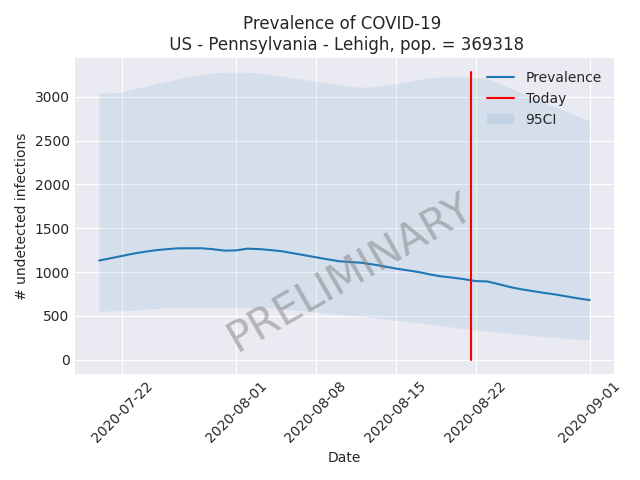 Prevalence of COVID-19
US - Pennsylvania - Lehigh, pop. = 369318
Prevalence
Today
95CI
3000
2500
2000
1500
1000
500
0
# undetected infections
PRELIMINARY
2020-07-22
2020-08-01
2020-08-08
2020-08-15
2020-08-22
2020-09-01
Date